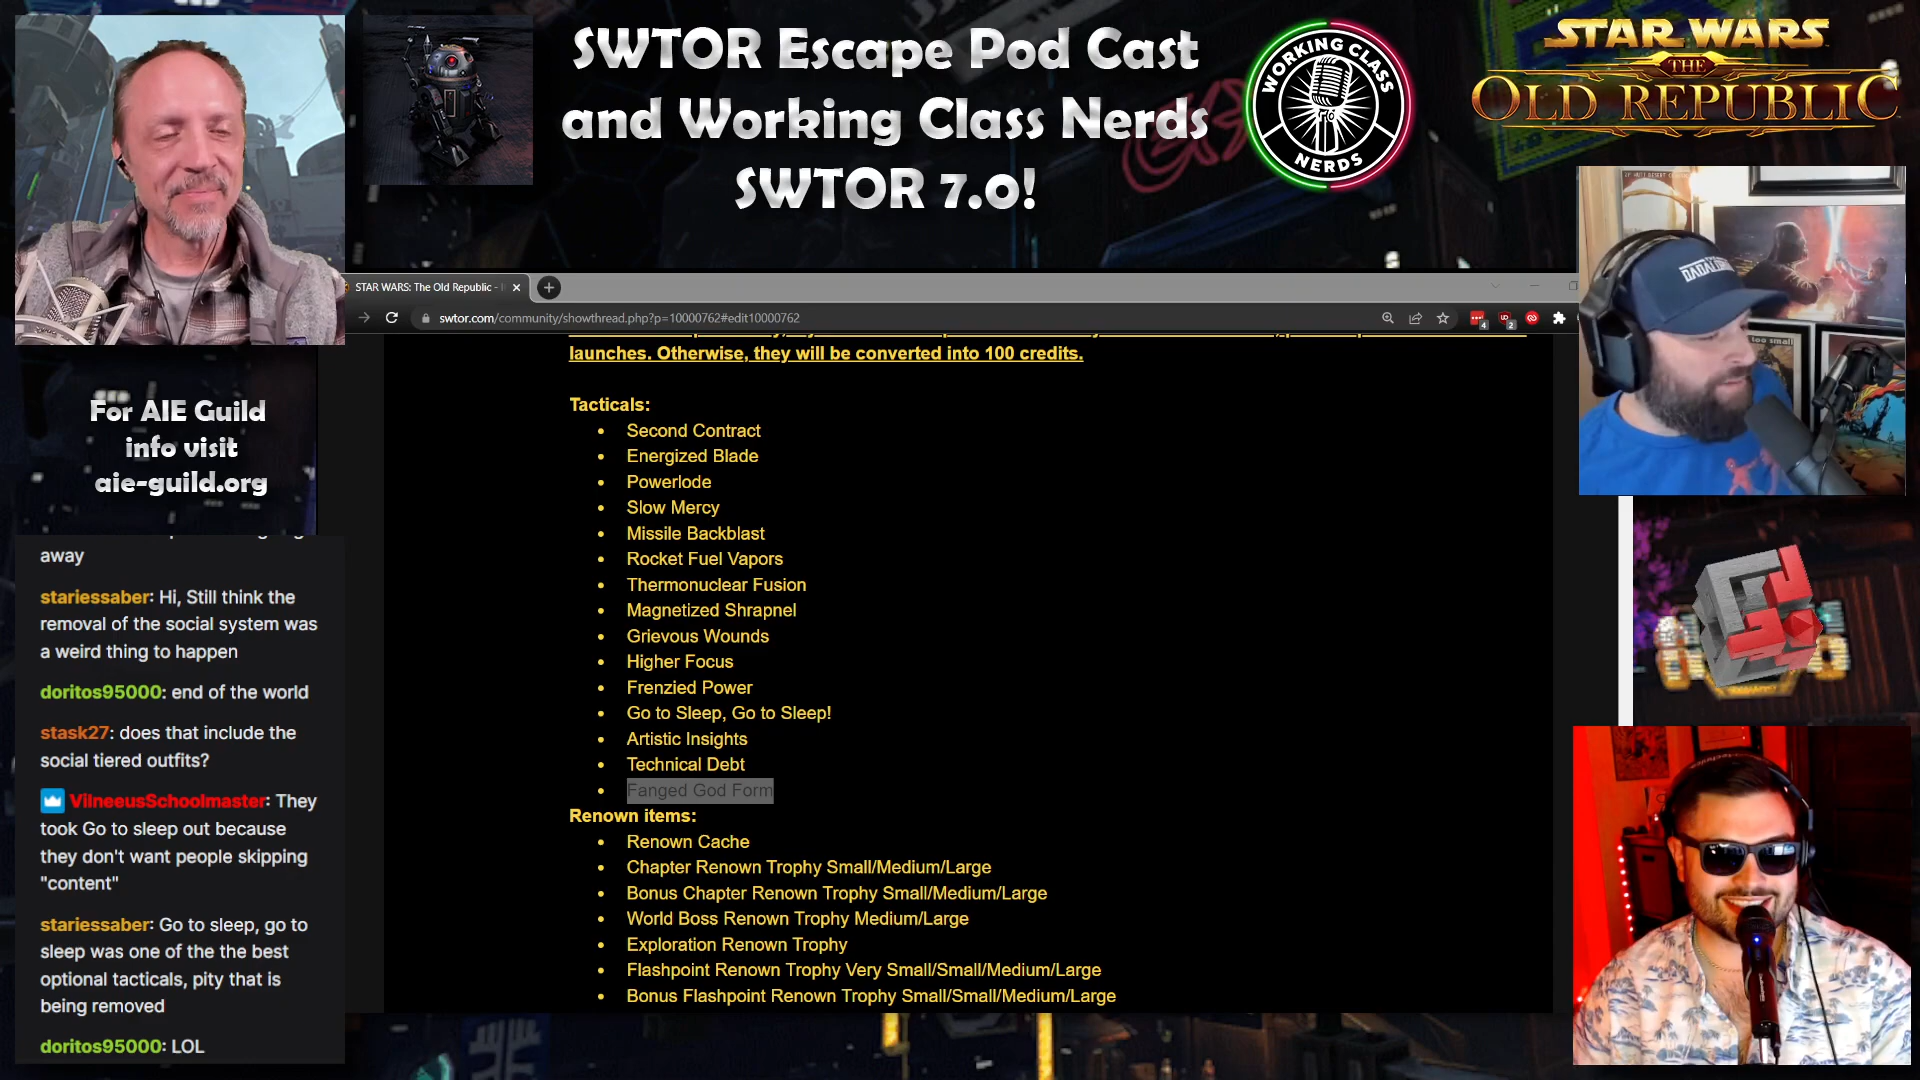 SWTOR Escape Pod Cast
and Working Class Nerds
SWTOR 7.0!
WORKING CLASS
NERDS
STAR WARS
THE
OLD REPUBLIC
DADALORIAN
too small
STAR WARS: The Old Republic -
swtor.com/community/showthread.php?p=10000762#edit10000762
4
2
launches. Otherwise, they will be converted into 100 credits.
Tacticals:
• Second Contract
• Energized Blade
• Powerlode
• Slow Mercy
• Missile Backblast
• Rocket Fuel Vapors
• Thermonuclear Fusion
• Magnetized Shrapnel
• Grievous Wounds
• Higher Focus
• Frenzied Power
• Go to Sleep, Go to Sleep!
• Artistic Insights
• Technical Debt
• Fanged God Form
Renown items:
• Renown Cache
• Chapter Renown Trophy Small/Medium/Large
• Bonus Chapter Renown Trophy Small/Medium/Large
• World Boss Renown Trophy Medium/Large
• Exploration Renown Trophy
• Flashpoint Renown Trophy Very Small/Small/Medium/Large
• Bonus Flashpoint Renown Trophy Small/Small/Medium/Large
For AIE Guild
info visit
aie-guild.org
away
stariessaber: Hi, Still think the
removal of the social system was
a weird thing to happen
doritos95000: end of the world
stask27: does that include the
social tiered outfits?
VilneeusSchoolmaster: They
took Go to sleep out because
they don't want people skipping
"content"
stariessaber: Go to sleep, go to
sleep was one of the the best
optional tacticals, pity that is
being removed
doritos95000: LOL